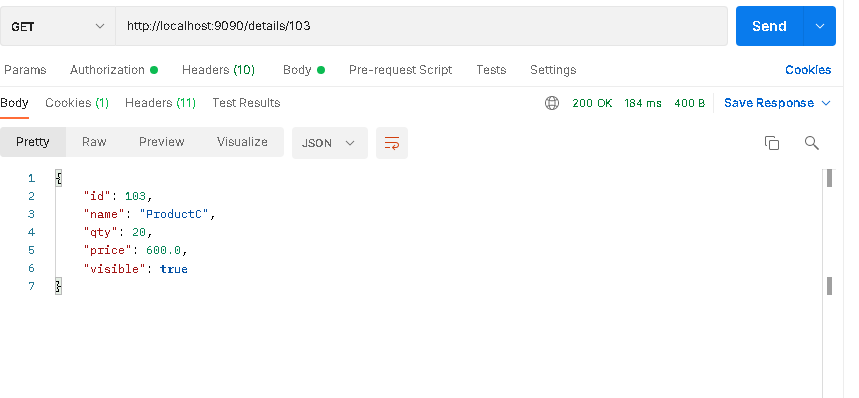 GET http://localhost:9090/details/103 Send
Params Authorization Headers (10) Body Pre-request Script Tests Settings Cookies
Body Cookies (1) Headers (11) Test Results 200 OK 184 ms 400 B Save Response
Pretty Raw Preview Visualize JSON
1 {
2 "id": 103,
3 "name": "ProductC",
4 "qty": 20,
5 "price": 600.0,
6 "visible": true
7 }